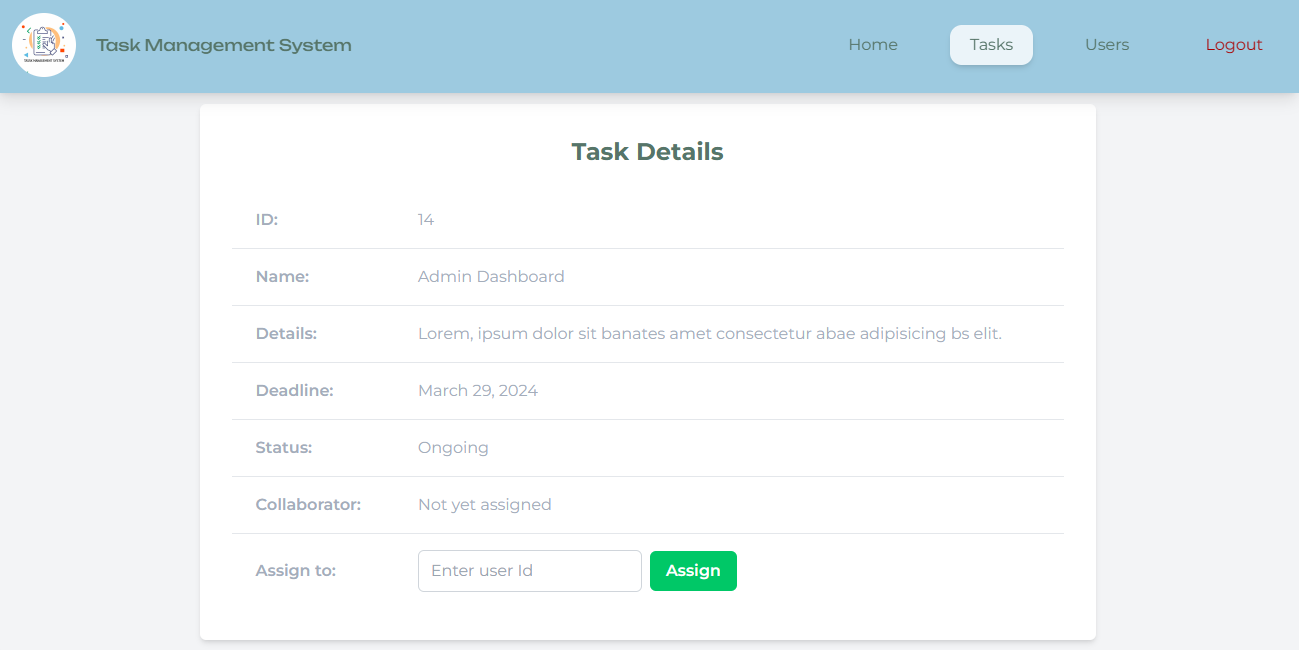 TASK MANAGEMENT SYSTEM
Task Management System
Home
Tasks
Users
Logout
Task Details
ID: 14
Name: Admin Dashboard
Details: Lorem, ipsum dolor sit banates amet consectetur abae adipisicing bs elit.
Deadline: March 29, 2024
Status: Ongoing
Collaborator: Not yet assigned
Assign to: Enter user Id Assign